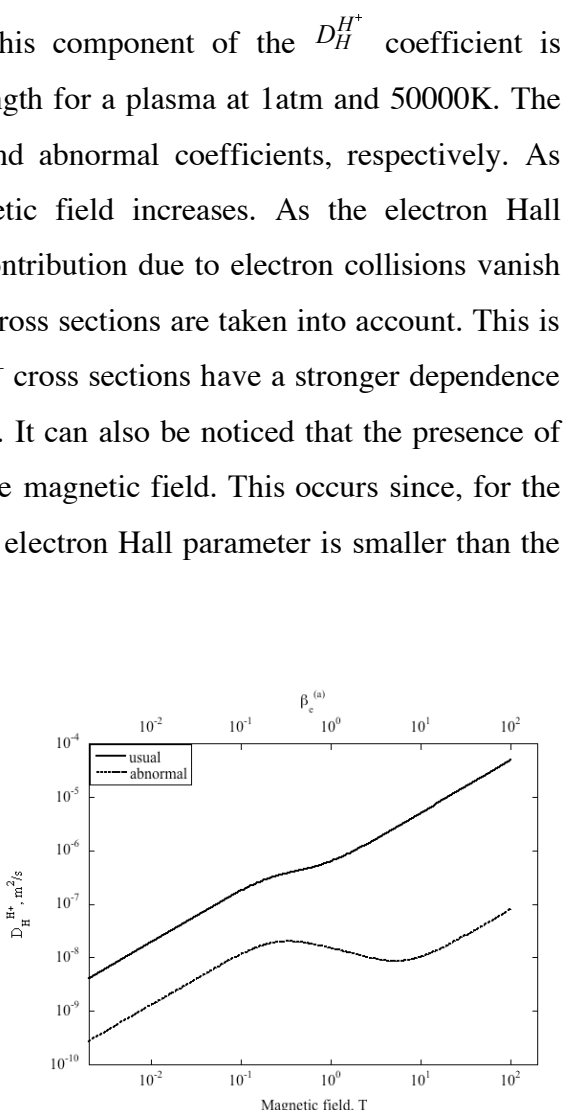 his component of the D_H^{H^+} coefficient is
ngth for a plasma at 1atm and 50000K. The
nd abnormal coefficients, respectively. As
etic field increases. As the electron Hall
ontribution due to electron collisions vanish
ross sections are taken into account. This is
cross sections have a stronger dependence
. It can also be noticed that the presence of
e magnetic field. This occurs since, for the
electron Hall parameter is smaller than the
β_e^{(a)}
10^{-2} 10^{-1} 10^0 10^1 10^2
10^{-4}
usual
abnormal
10^{-5}
10^{-6}
10^{-7}
10^{-8}
10^{-9}
10^{-10}
D_H^{H+}, m^2/s
10^{-2} 10^{-1} 10^0 10^1 10^2
Magnetic field, T